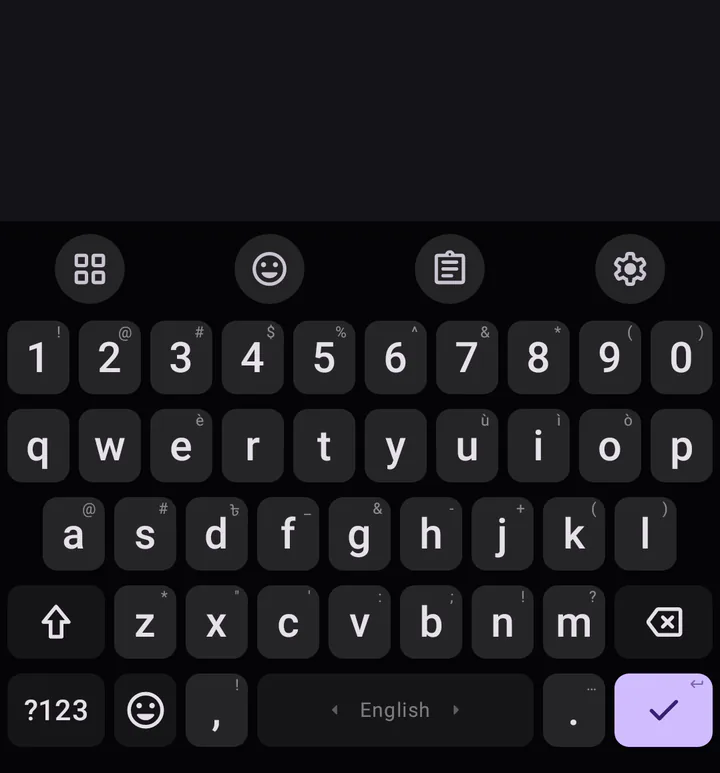 ! @ # $ % ^ & * ( )
1 2 3 4 5 6 7 8 9 0
è ù ì ò
q w e r t y u i o p
@ # _ & - + ( )
a s d f g h j k l
* " ' : ; ! ?
z x c v b n m
! …
?123 , English .